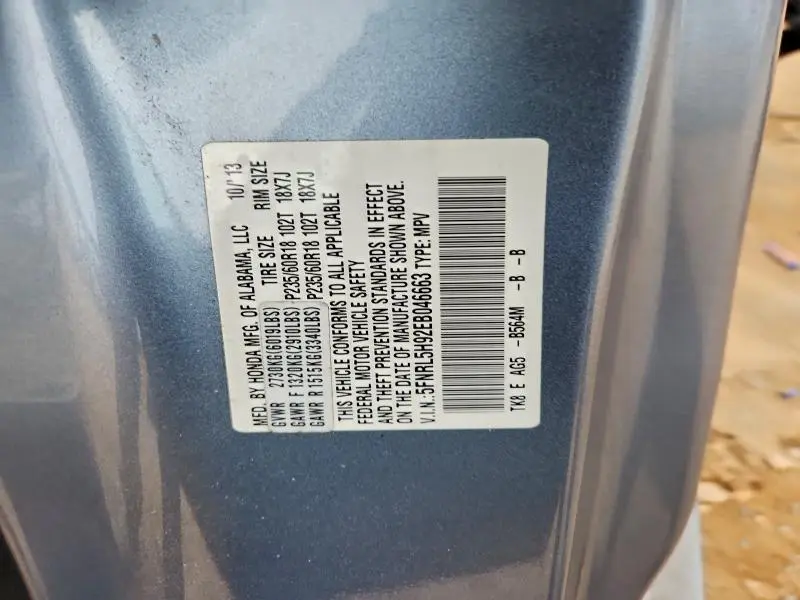 MFD. BY HONDA MFG. OF ALABAMA, LLC 10/13
GVWR 2730KG(6019LBS) TIRE SIZE RIM SIZE
GAWR F 1320KG(2910LBS) P235/60R18 102T 18X7J
GAWR R 1515KG(3340LBS) P235/60R18 102T 18X7J
THIS VEHICLE CONFORMS TO ALL APPLICABLE
FEDERAL MOTOR VEHICLE SAFETY
AND THEFT PREVENTION STANDARDS IN EFFECT
ON THE DATE OF MANUFACTURE SHOWN ABOVE.
V.I.N.: 5FNRL5H92EB046663 TYPE: MPV
TK8 E AG5 -B564M -B -B